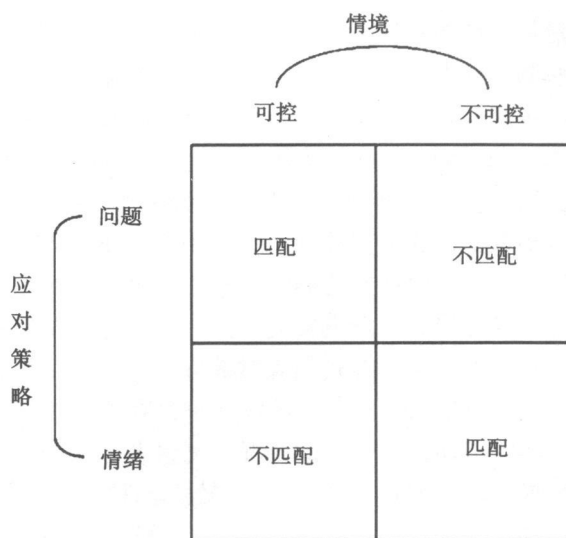 情境
可控 不可控
问题
匹配 不匹配
应对策略
情绪
不匹配 匹配